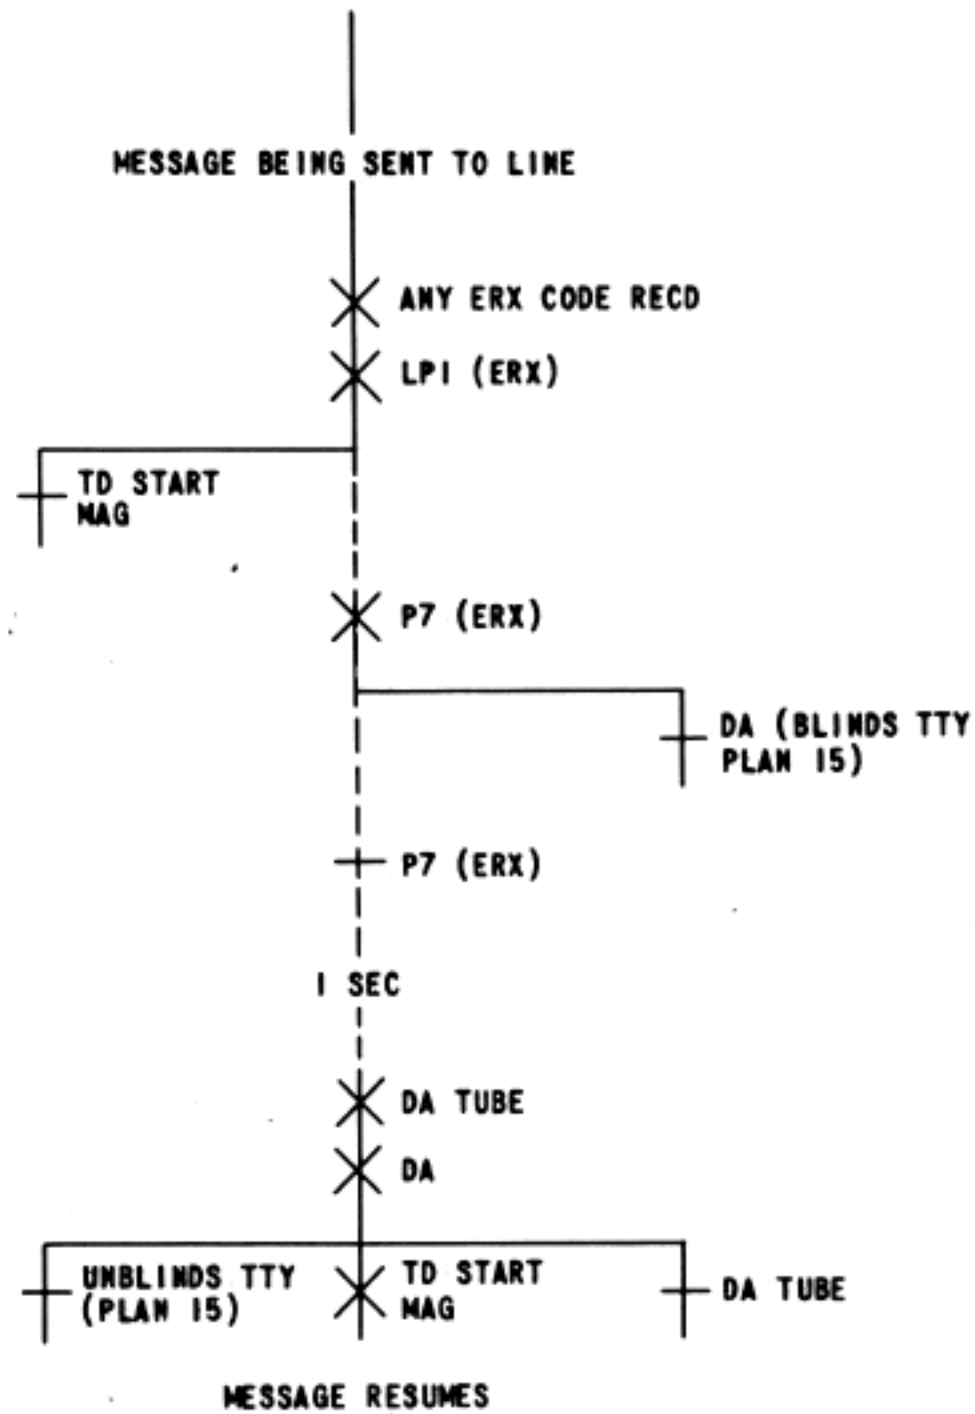 MESSAGE BEING SENT TO LINE
ANY ERX CODE RECD
LP1 (ERX)
TD START
MAG
P7 (ERX)
DA (BLINDS TTY
PLAN 15)
P7 (ERX)
1 SEC
DA TUBE
DA
UNBLINDS TTY
(PLAN 15)
TD START
MAG
DA TUBE
MESSAGE RESUMES